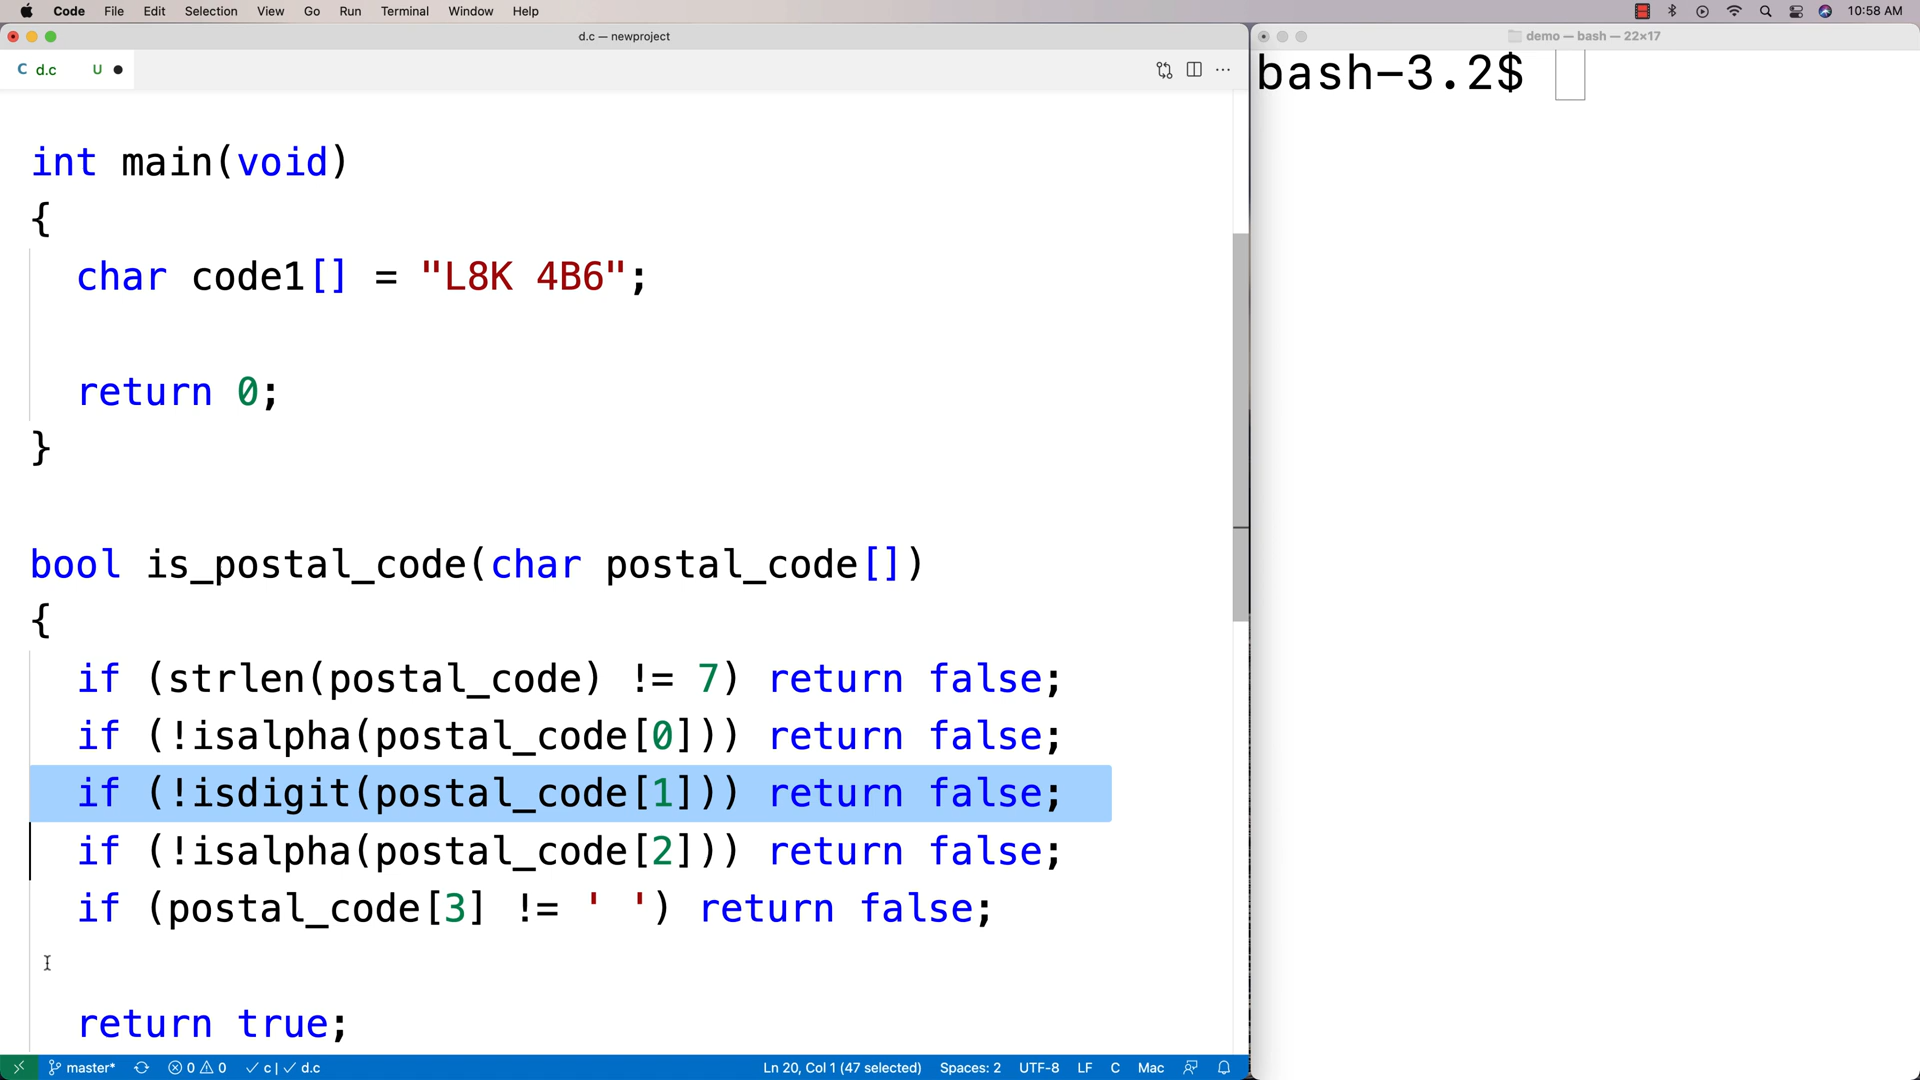 Code File Edit Selection View Go Run Terminal Window Help 10:58 AM
d.c — newproject
demo — bash — 22×17
C d.c U
bash-3.2$
int main(void)
{
char code1[] = "L8K 4B6";
return 0;
}
bool is_postal_code(char postal_code[])
{
if (strlen(postal_code) != 7) return false;
if (!isalpha(postal_code[0])) return false;
if (!isdigit(postal_code[1])) return false;
if (!isalpha(postal_code[2])) return false;
if (postal_code[3] != ' ') return false;
return true;
master* 0 0 c | d.c Ln 20, Col 1 (47 selected) Spaces: 2 UTF-8 LF C Mac